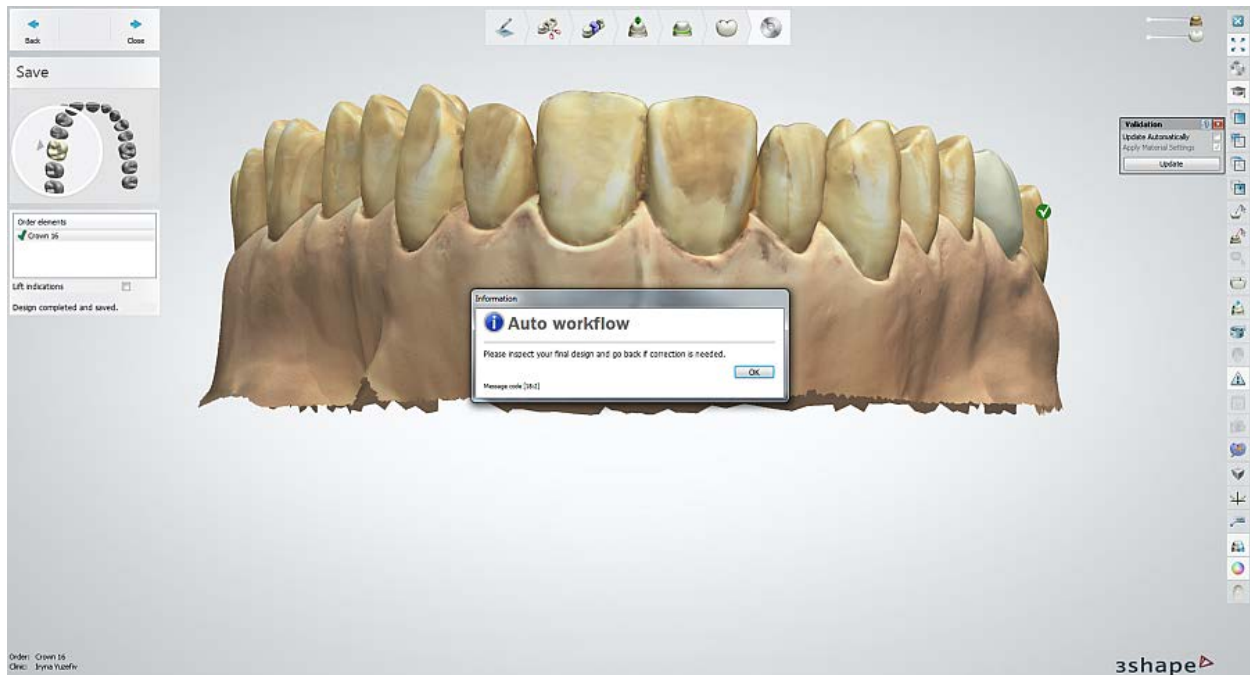 Back Close
Save
Order elements
Crown 16
Lift indications
Design completed and saved.
Validation
Update Automatically
Apply Material Settings
Update
Information
Auto workflow
Please inspect your final design and go back if correction is needed.
OK
Message code [38:2]
Order: Crown 16
Clinic: Iryna Yuzefiv
3shape